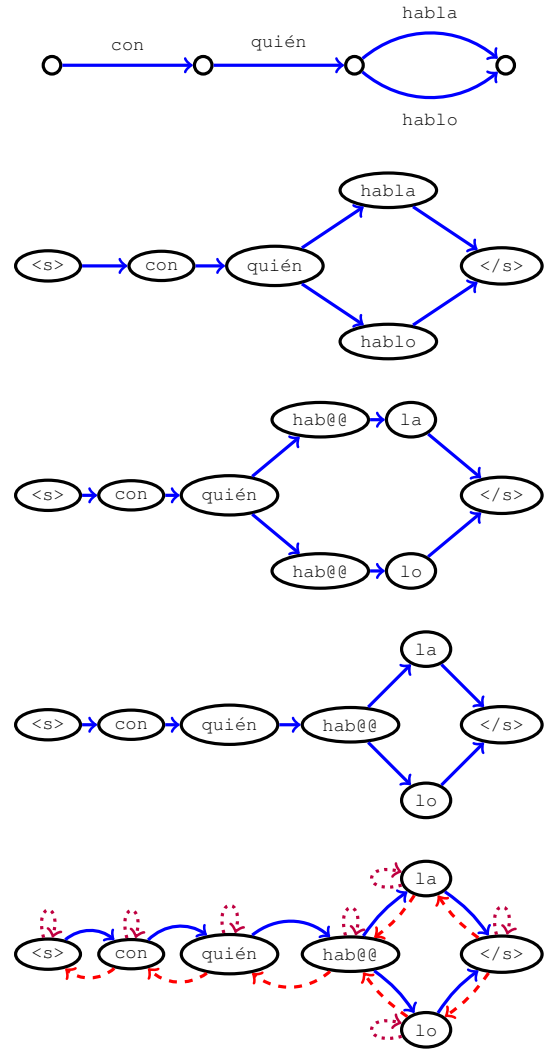 habla
con quién
hablo
habla
<s> con quién </s>
hablo
hab@@ la
<s> con quién </s>
hab@@ lo
la
<s> con quién hab@@ </s>
lo
la
<s> con quién hab@@ </s>
lo